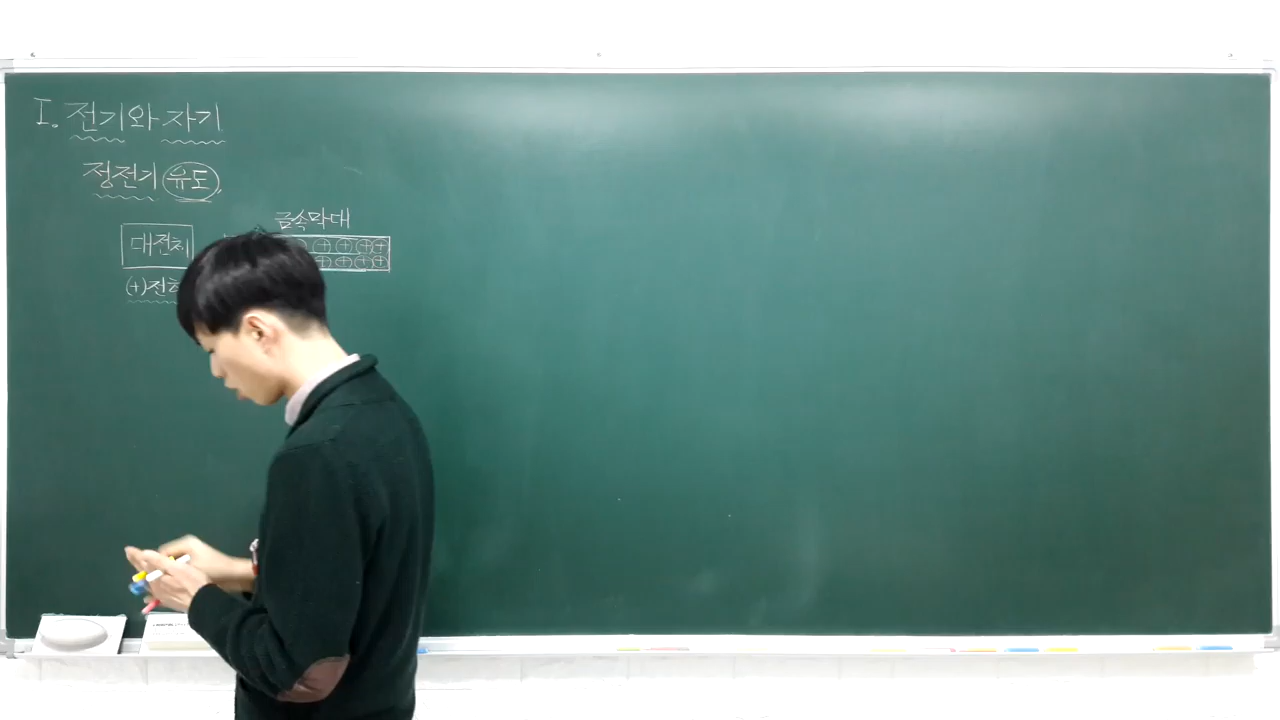 I. 전기와 자기
정전기 유도
금속막대
대전체 ⊕ ⊕ ⊕ ⊕
⊕ ⊕ ⊕ ⊕
(+)전